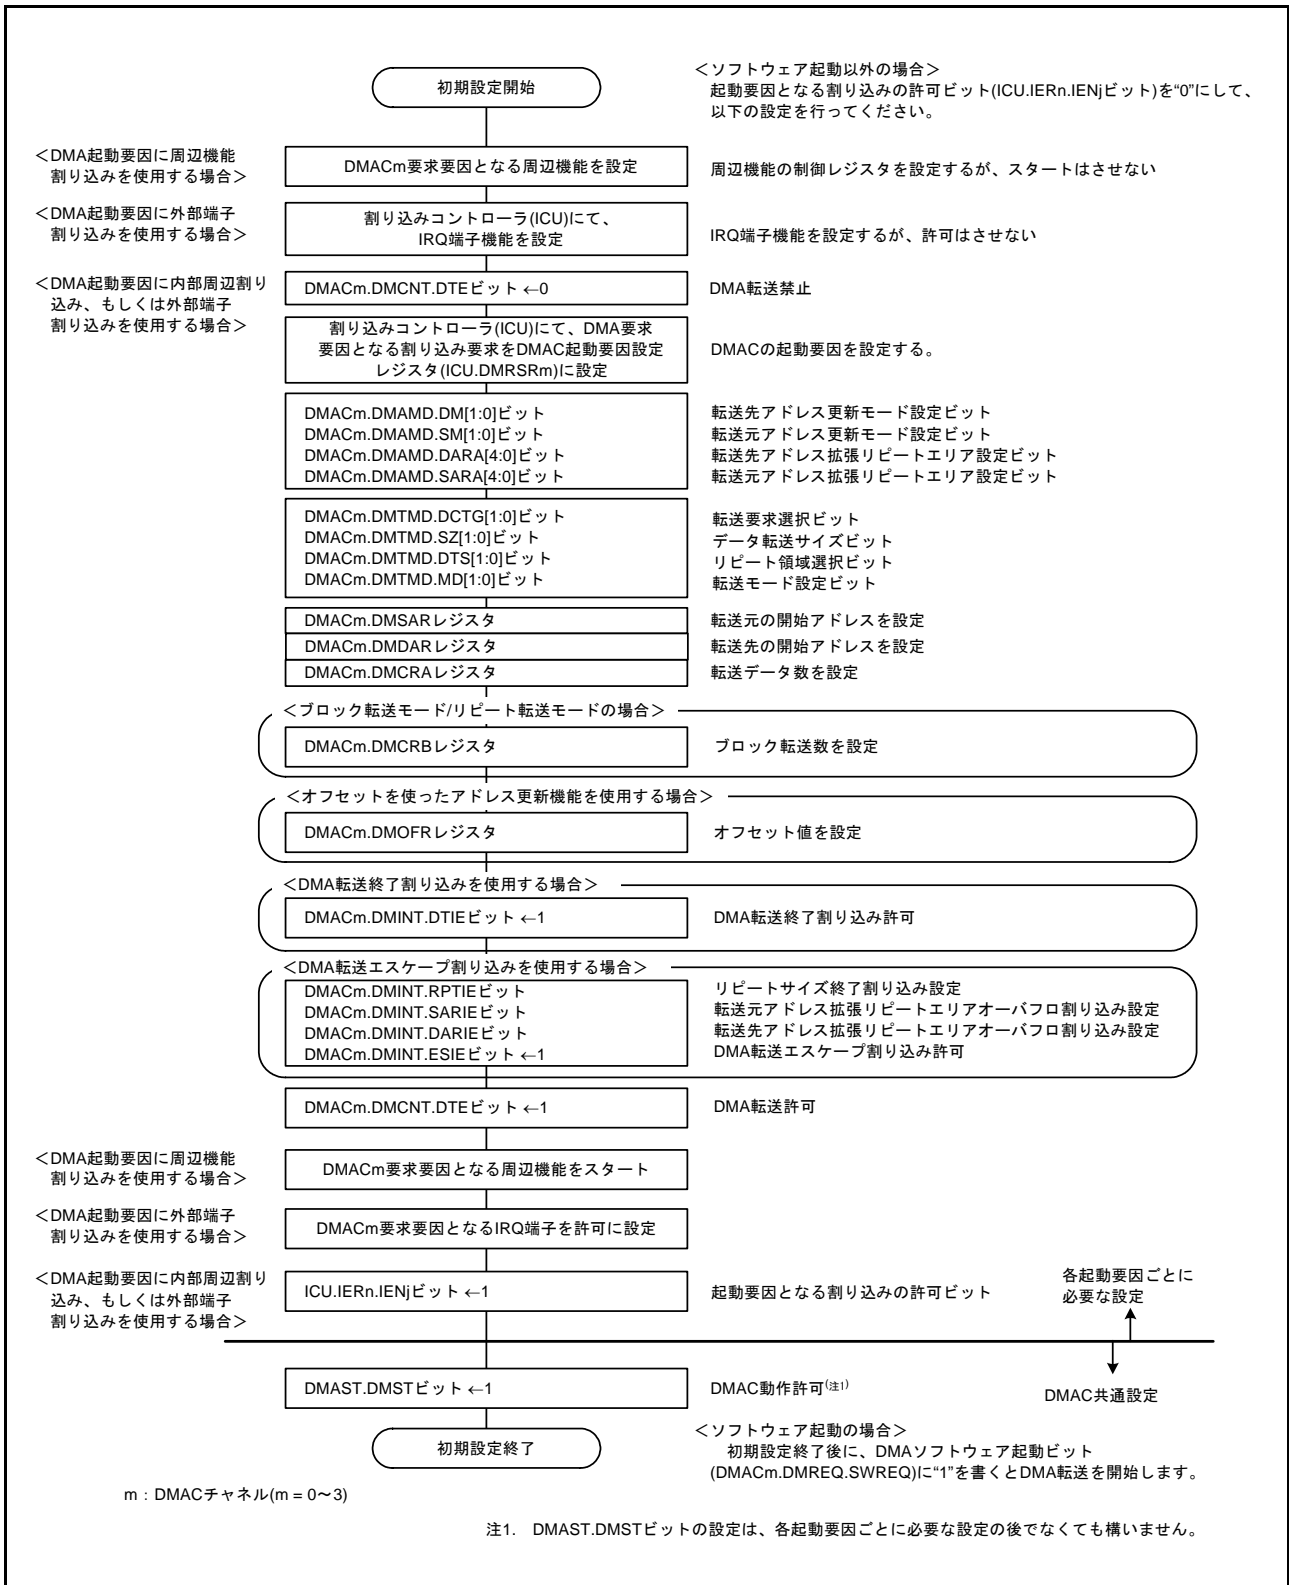 初期設定開始
＜ソフトウェア起動以外の場合＞
起動要因となる割り込みの許可ビット(ICU.IERn.IENjビット)を“0”にして、
以下の設定を行ってください。
＜DMA起動要因に周辺機能
割り込みを使用する場合＞
DMACm要求要因となる周辺機能を設定
周辺機能の制御レジスタを設定するが、スタートはさせない
＜DMA起動要因に外部端子
割り込みを使用する場合＞
割り込みコントローラ(ICU)にて、
IRQ端子機能を設定
IRQ端子機能を設定するが、許可はさせない
＜DMA起動要因に内部周辺割り
込み、もしくは外部端子
割り込みを使用する場合＞
DMACm.DMCNT.DTEビット ←0
DMA転送禁止
割り込みコントローラ(ICU)にて、DMA要求
要因となる割り込み要求をDMAC起動要因設定
レジスタ(ICU.DMRSRm)に設定
DMACの起動要因を設定する。
DMACm.DMAMD.DM[1:0]ビット
転送先アドレス更新モード設定ビット
DMACm.DMAMD.SM[1:0]ビット
転送元アドレス更新モード設定ビット
DMACm.DMAMD.DARA[4:0]ビット
転送先アドレス拡張リピートエリア設定ビット
DMACm.DMAMD.SARA[4:0]ビット
転送元アドレス拡張リピートエリア設定ビット
DMACm.DMTMD.DCTG[1:0]ビット
転送要求選択ビット
DMACm.DMTMD.SZ[1:0]ビット
データ転送サイズビット
DMACm.DMTMD.DTS[1:0]ビット
リピート領域選択ビット
DMACm.DMTMD.MD[1:0]ビット
転送モード設定ビット
DMACm.DMSARレジスタ
転送元の開始アドレスを設定
DMACm.DMDARレジスタ
転送先の開始アドレスを設定
DMACm.DMCRAレジスタ
転送データ数を設定
＜ブロック転送モード/リピート転送モードの場合＞
DMACm.DMCRBレジスタ
ブロック転送数を設定
＜オフセットを使ったアドレス更新機能を使用する場合＞
DMACm.DMOFRレジスタ
オフセット値を設定
＜DMA転送終了割り込みを使用する場合＞
DMACm.DMINT.DTIEビット ←1
DMA転送終了割り込み許可
＜DMA転送エスケープ割り込みを使用する場合＞
DMACm.DMINT.RPTIEビット
リピートサイズ終了割り込み設定
DMACm.DMINT.SARIEビット
転送元アドレス拡張リピートエリアオーバフロ割り込み設定
DMACm.DMINT.DARIEビット
転送先アドレス拡張リピートエリアオーバフロ割り込み設定
DMACm.DMINT.ESIEビット ←1
DMA転送エスケープ割り込み許可
DMACm.DMCNT.DTEビット ←1
DMA転送許可
＜DMA起動要因に周辺機能
割り込みを使用する場合＞
DMACm要求要因となる周辺機能をスタート
＜DMA起動要因に外部端子
割り込みを使用する場合＞
DMACm要求要因となるIRQ端子を許可に設定
＜DMA起動要因に内部周辺割り
込み、もしくは外部端子
割り込みを使用する場合＞
ICU.IERn.IENjビット ←1
起動要因となる割り込みの許可ビット
各起動要因ごとに
必要な設定
DMAST.DMSTビット ←1
DMAC動作許可(注1)
DMAC共通設定
初期設定終了
＜ソフトウェア起動の場合＞
初期設定終了後に、DMAソフトウェア起動ビット
(DMACm.DMREQ.SWREQ)に“1”を書くとDMA転送を開始します。
m：DMACチャネル(m = 0～3)
注1. DMAST.DMSTビットの設定は、各起動要因ごとに必要な設定の後でなくても構いません。